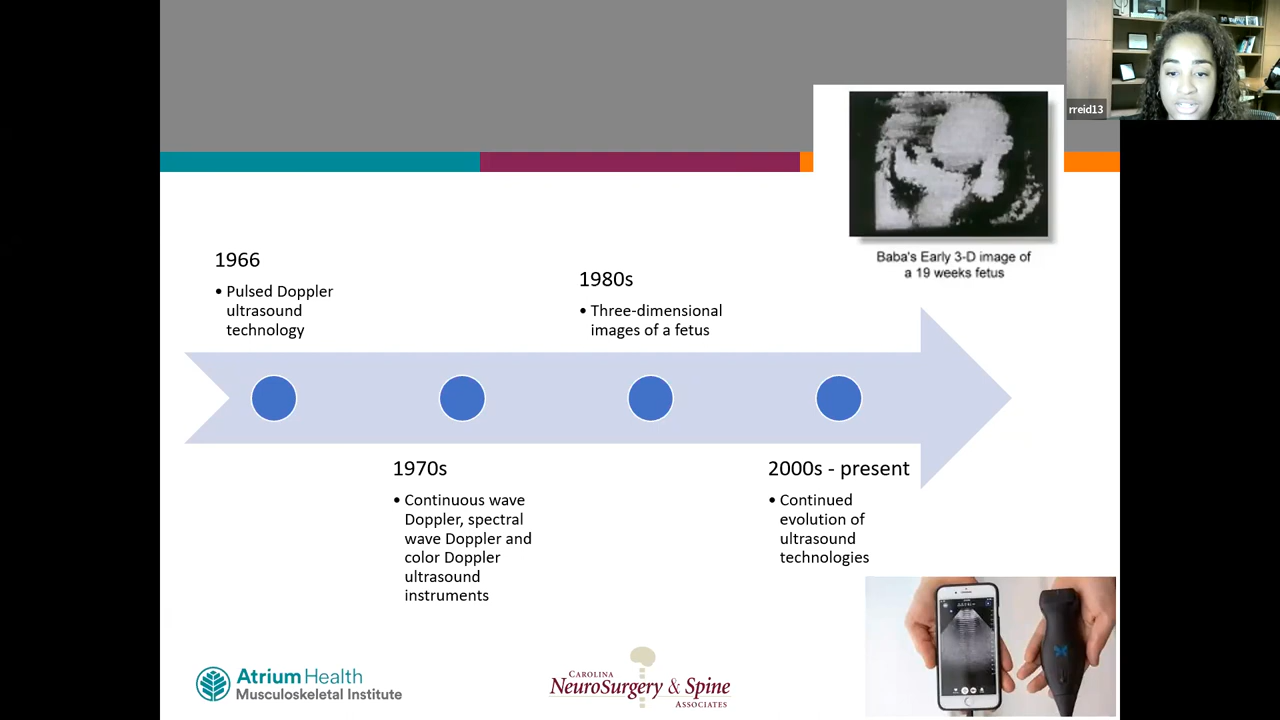 rreid13
Baba's Early 3-D image of
a 19 weeks fetus
1966
• Pulsed Doppler
ultrasound
technology
1980s
• Three-dimensional
images of a fetus
1970s
• Continuous wave
Doppler, spectral
wave Doppler and
color Doppler
ultrasound
instruments
2000s - present
• Continued
evolution of
ultrasound
technologies
Atrium Health
Musculoskeletal Institute
CAROLINA
NEUROSURGERY & SPINE
ASSOCIATES